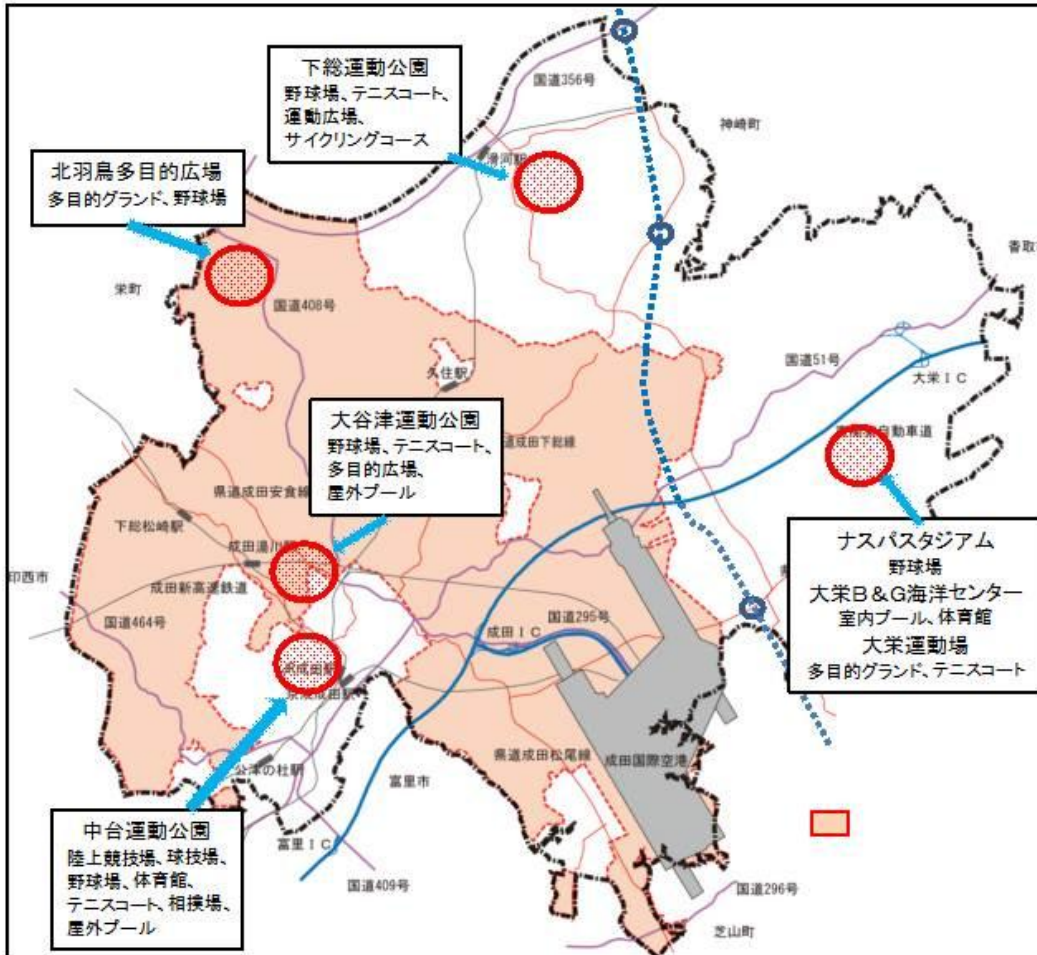 下総運動公園
野球場、テニスコート、
運動広場、
サイクリングコース
国道356号
神崎町
滑河駅
北羽鳥多目的広場
多目的グランド、野球場
香取
栄町
国道408号
国道51号
大栄IC
久住駅
大谷津運動公園
野球場、テニスコート、
多目的広場、
屋外プール
道成田下総線
自動車道
県道成田安食線
下総松崎駅
成田湯川駅
印西市
成田新高速鉄道
国道464号
成田IC
国道295号
ナスパスタジアム
野球場
大栄B&G海洋センター
室内プール、体育館
大栄運動場
多目的グランド、テニスコート
成田駅
京成成田駅
公津の杜駅
富里市
県道成田松尾線
成田国際空港
中台運動公園
陸上競技場、球技場、
野球場、体育館、
テニスコート、相撲場、
屋外プール
富里IC
国道409号
国道296号
芝山町